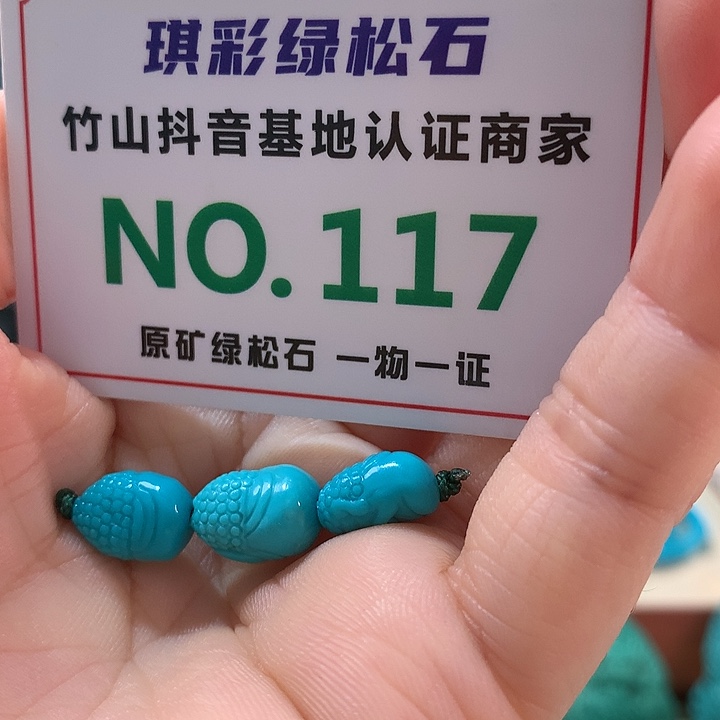 琪彩绿松石
竹山抖音基地认证商家
NO.117
原矿绿松石 一物一证